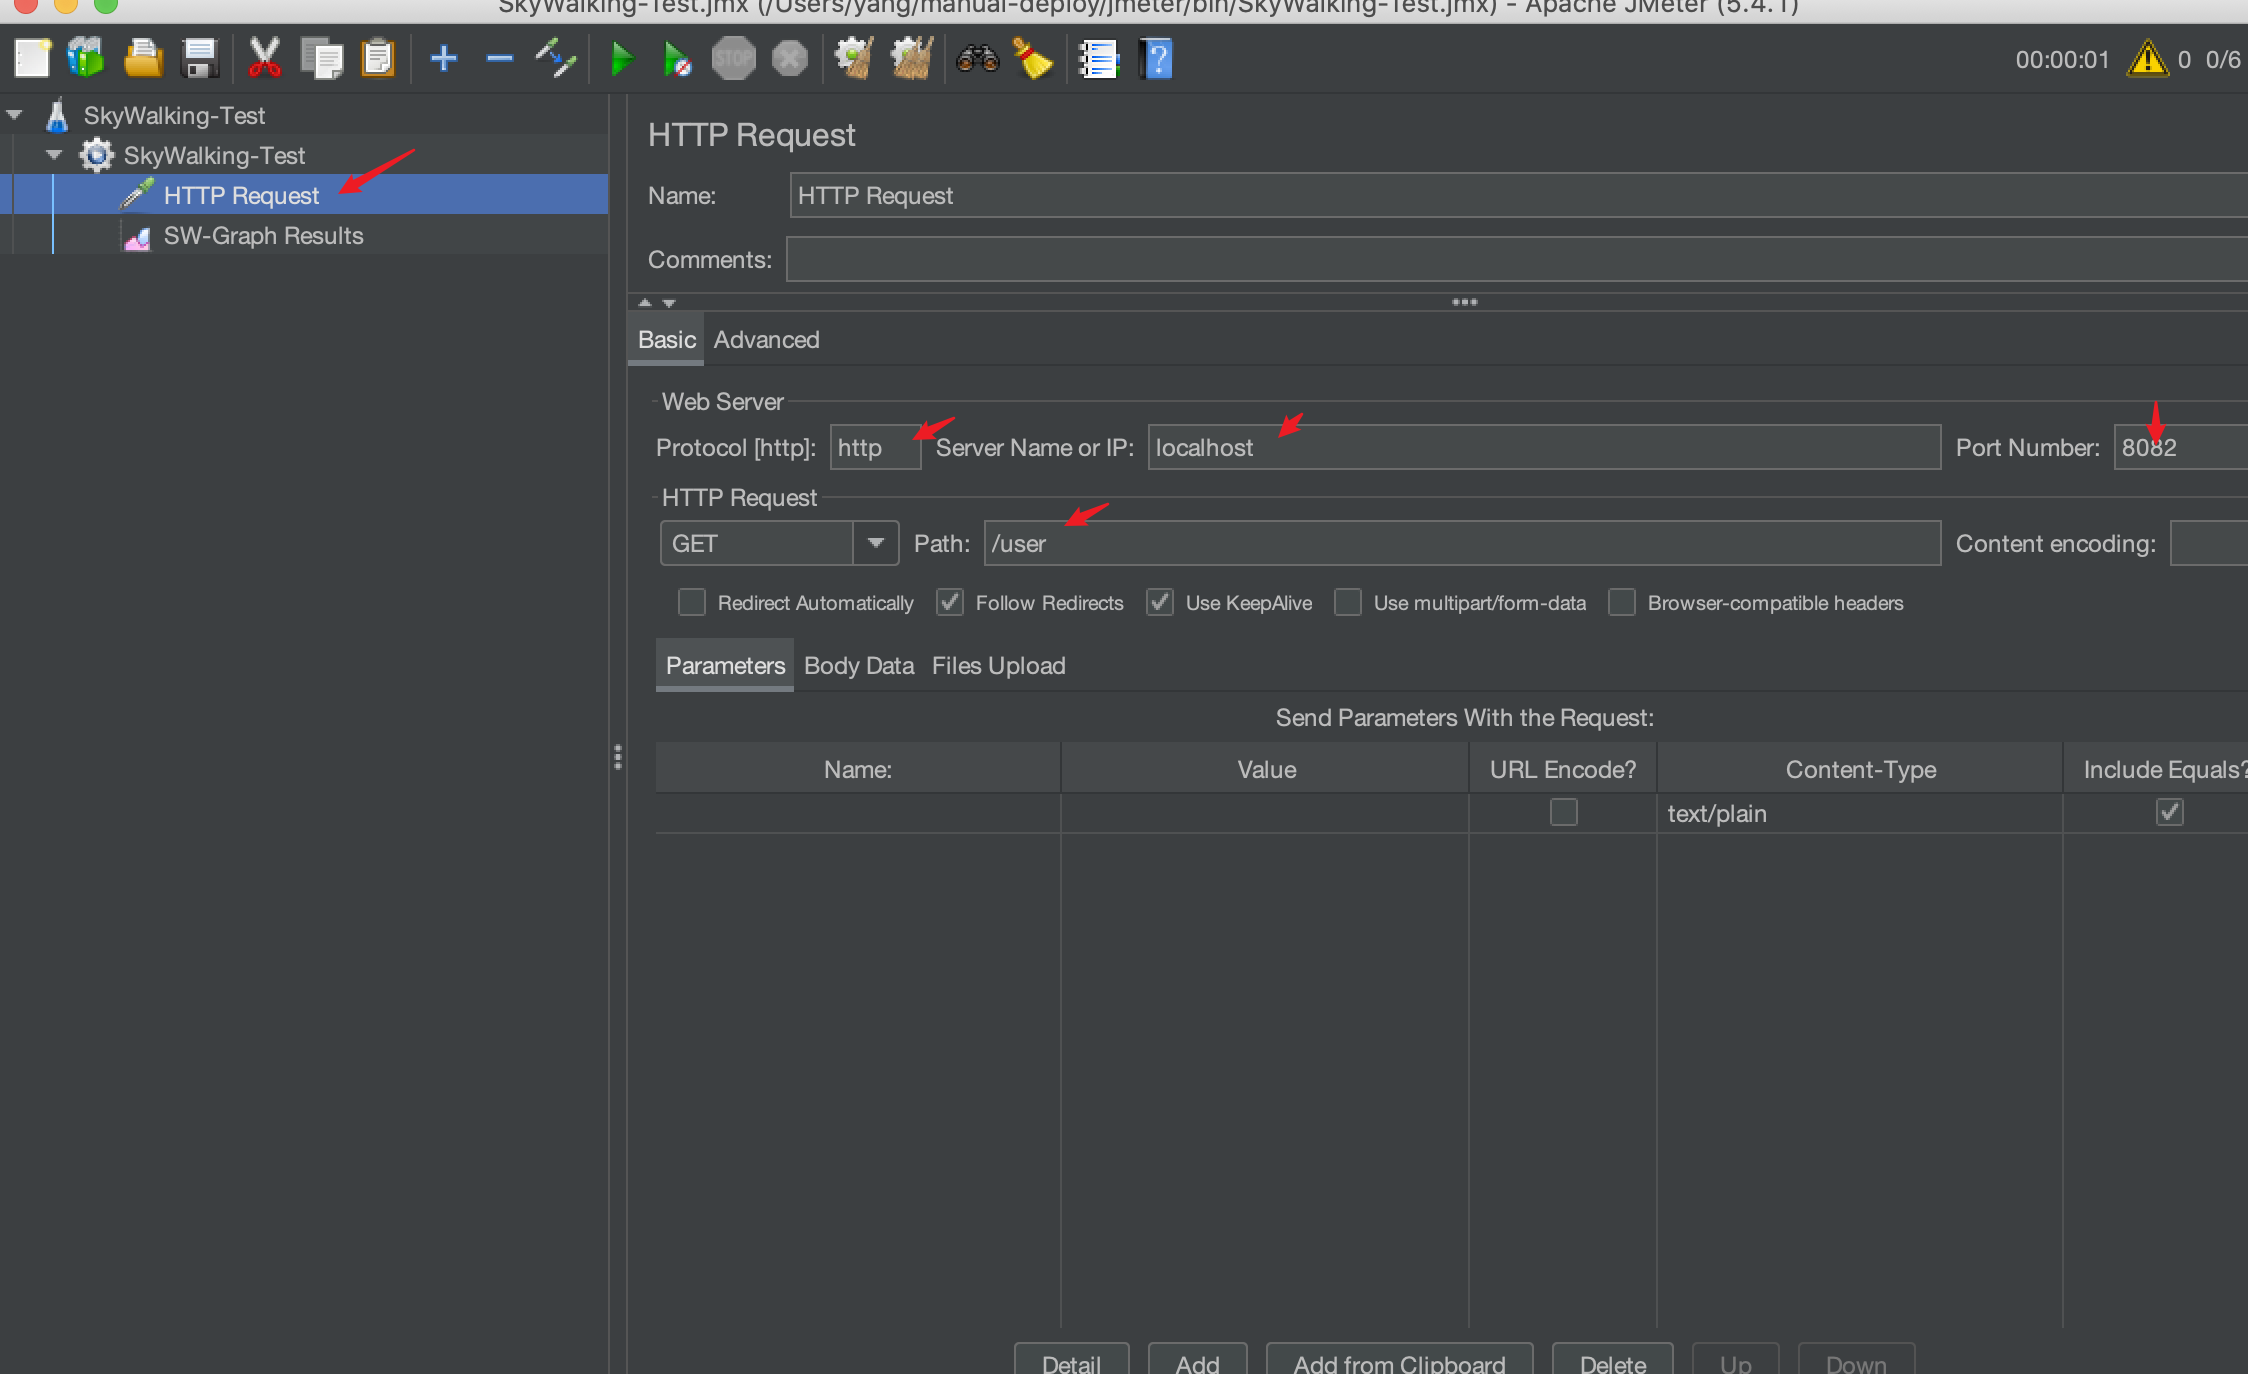 SkyWalking-Test.jmx (/Users/yang/manual-deploy/jmeter/bin/SkyWalking-Test.jmx) - Apache JMeter (5.4.1)
STOP
?
00:00:01 0 0/6
SkyWalking-Test
SkyWalking-Test
HTTP Request
SW-Graph Results
HTTP Request
Name: HTTP Request
Comments:
Basic Advanced
Web Server
Protocol [http]: http Server Name or IP: localhost Port Number: 8082
HTTP Request
GET Path: /user Content encoding:
Redirect Automatically Follow Redirects Use KeepAlive Use multipart/form-data Browser-compatible headers
Parameters Body Data Files Upload
Send Parameters With the Request:
Name: Value URL Encode? Content-Type Include Equals?
text/plain
Detail Add Add from Clipboard Delete Up Down